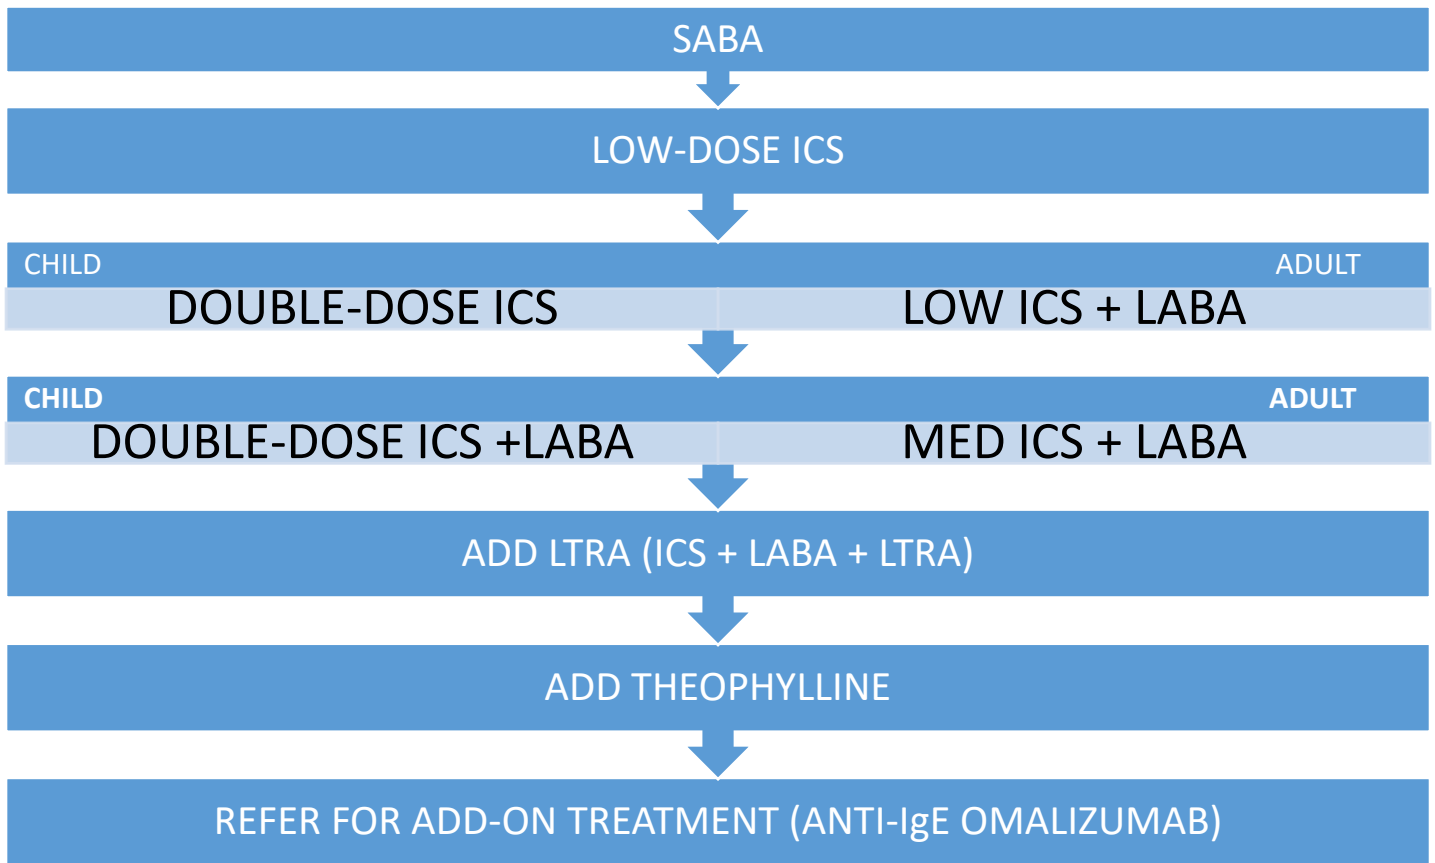 SABA
LOW-DOSE ICS
CHILD ADULT
DOUBLE-DOSE ICS LOW ICS + LABA
CHILD ADULT
DOUBLE-DOSE ICS +LABA MED ICS + LABA
ADD LTRA (ICS + LABA + LTRA)
ADD THEOPHYLLINE
REFER FOR ADD-ON TREATMENT (ANTI-IgE OMALIZUMAB)